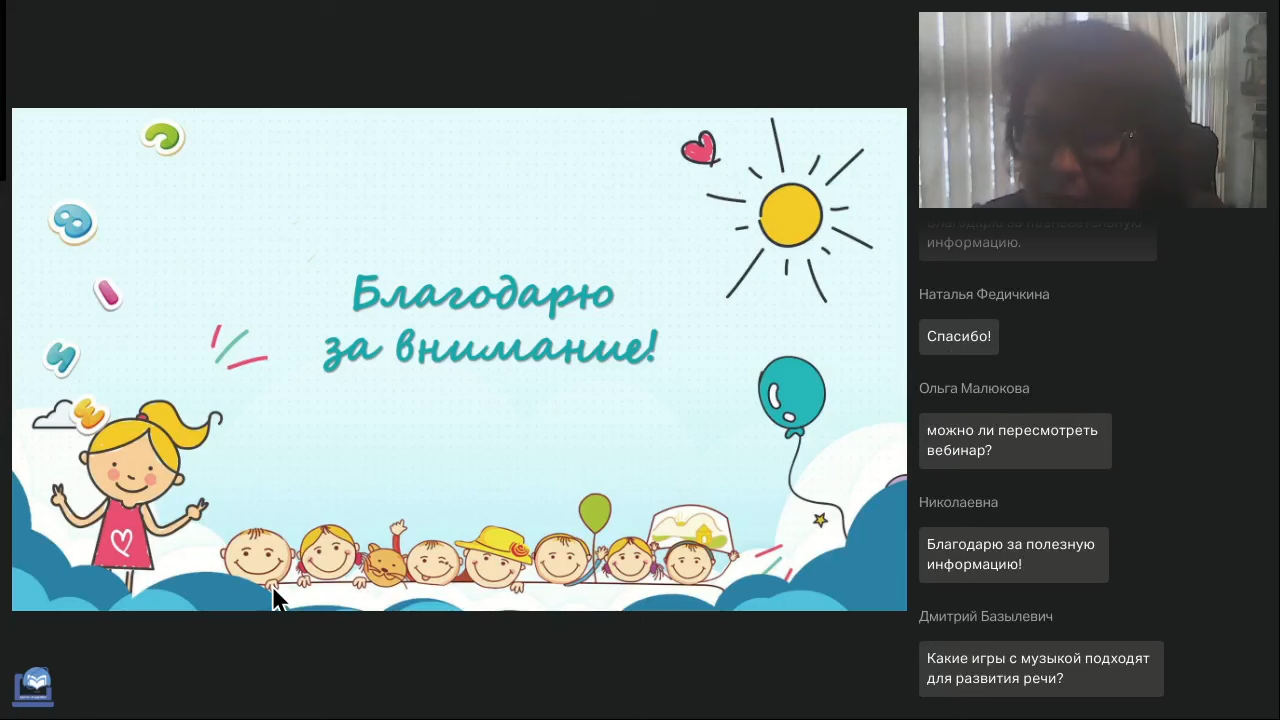 Благодарю
за внимание!
информацию.
Наталья Федичкина
Спасибо!
Ольга Малюкова
можно ли пересмотреть
вебинар?
Николаевна
Благодарю за полезную
информацию!
Дмитрий Базылевич
Какие игры с музыкой подходят
для развития речи?